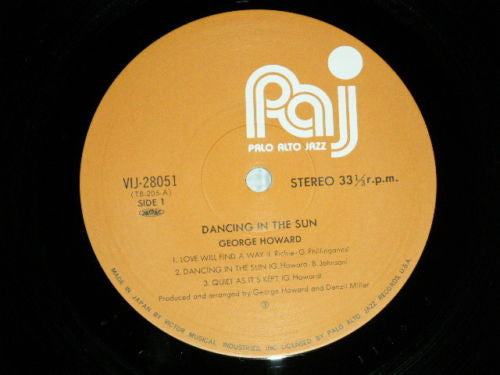 Paj
PALO ALTO JAZZ
VIJ-28051
(TB-205-A)
SIDE 1
STEREO 33 1/3 r.p.m.
DANCING IN THE SUN
GEORGE HOWARD
1. LOVE WILL FIND A WAY (L. Richie-G. Phillinganes)
2. DANCING IN THE SUN (G. Howard B. Johnson)
3. QUIET AS IT'S KEPT (G. Howard)
Produced and arranged by George Howard and Denzil Miller
MADE IN JAPAN BY VICTOR MUSICAL INDUSTRIES, INC. LICENSED BY PALO ALTO JAZZ RECORDS, U.S.A.